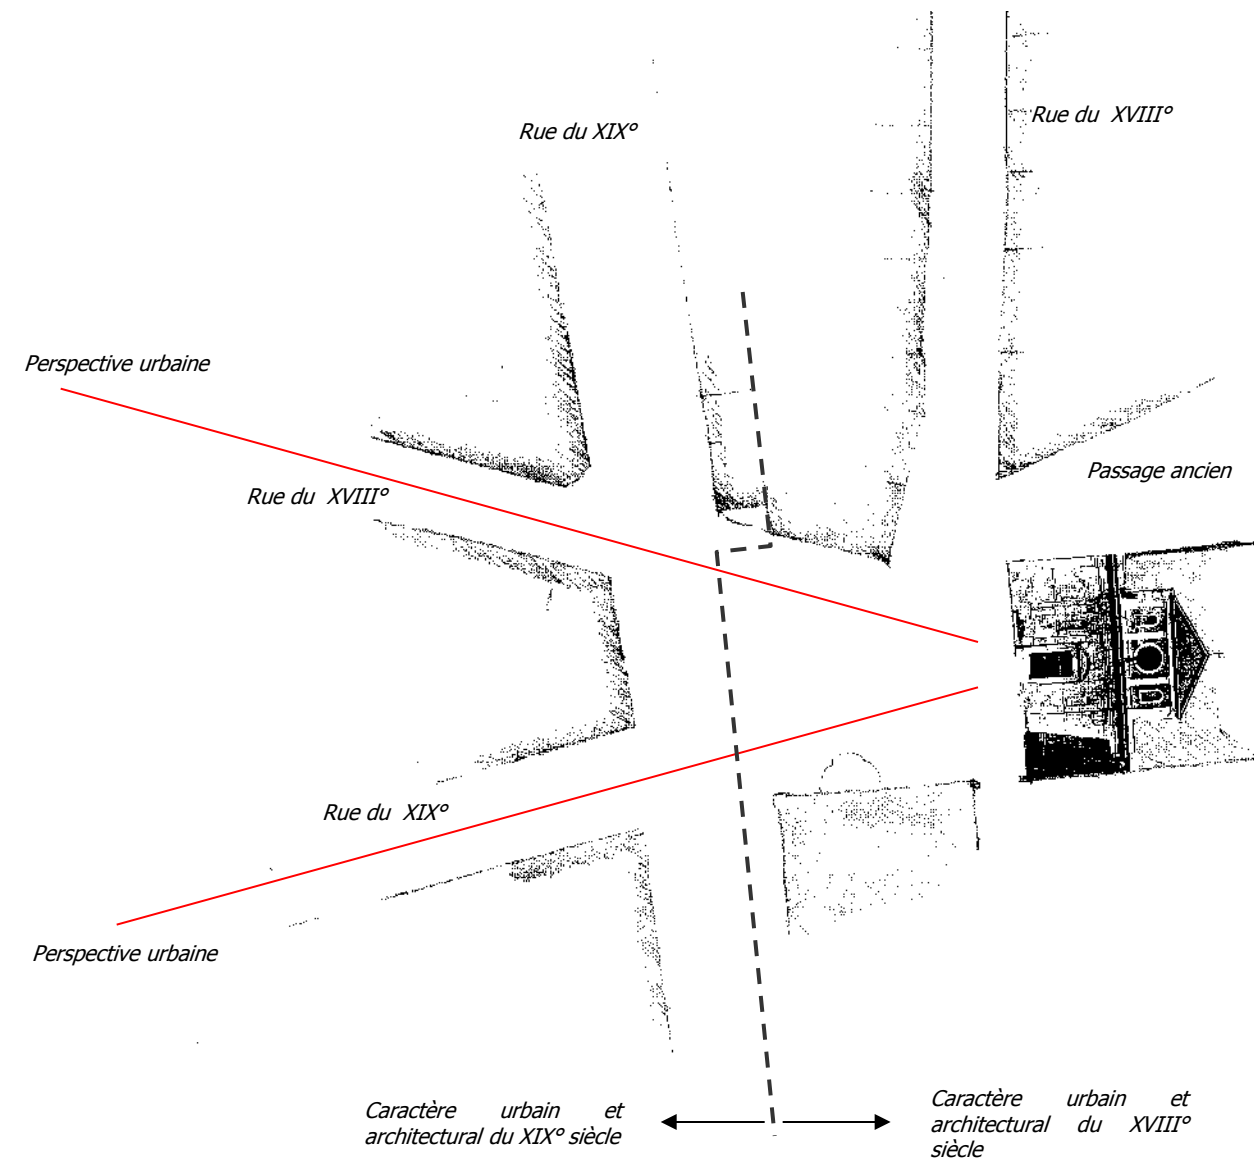 Rue du XIX°
Rue du XVIII°
Perspective urbaine
Passage ancien
Rue du XVIII°
Rue du XIX°
Perspective urbaine
Caractère urbain et
architectural du XIX° siècle
Caractère urbain et
architectural du XVIII°
siècle